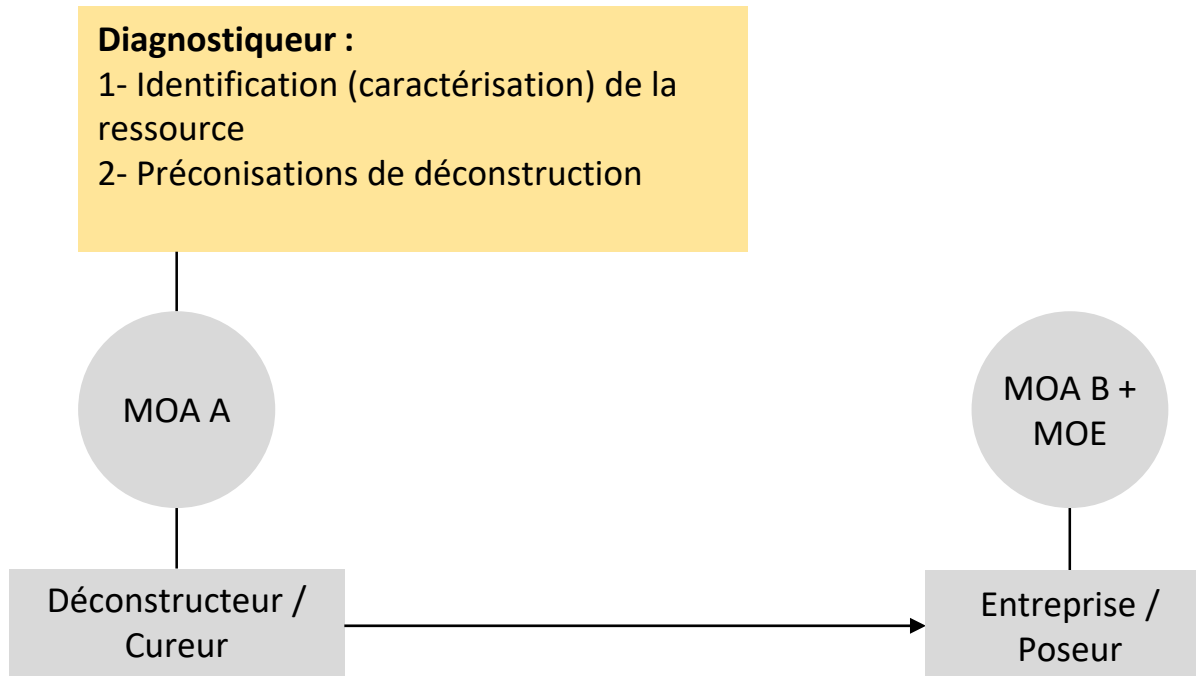 Diagnostiqueur :
1- Identification (caractérisation) de la
ressource
2- Préconisations de déconstruction
MOA A
MOA B +
MOE
Déconstructeur /
Cureur
Entreprise /
Poseur